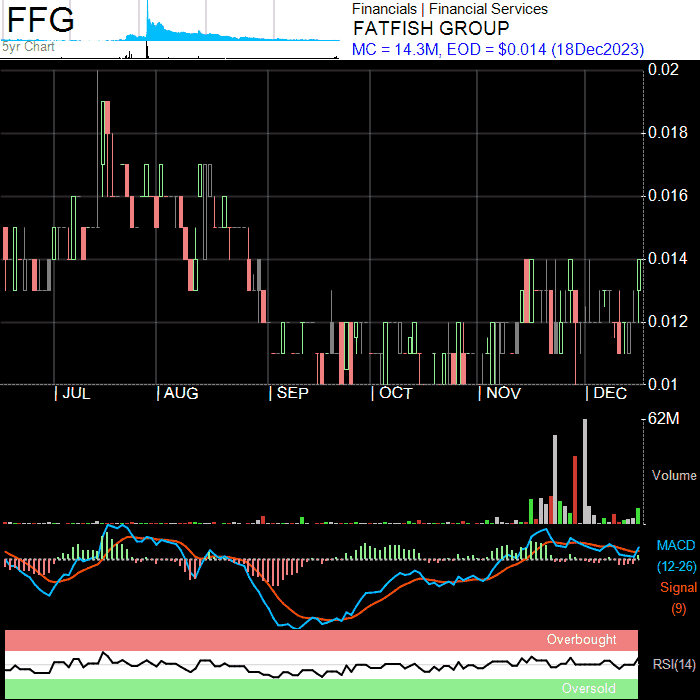 FFG
5yr Chart
Financials | Financial Services
FATFISH GROUP
MC = 14.3M, EOD = $0.014 (18Dec2023)
0.02
0.018
0.016
0.014
0.012
0.01
JUL AUG SEP OCT NOV DEC
62M
Volume
MACD
(12-26)
Signal
(9)
Overbought
RSI(14)
Oversold